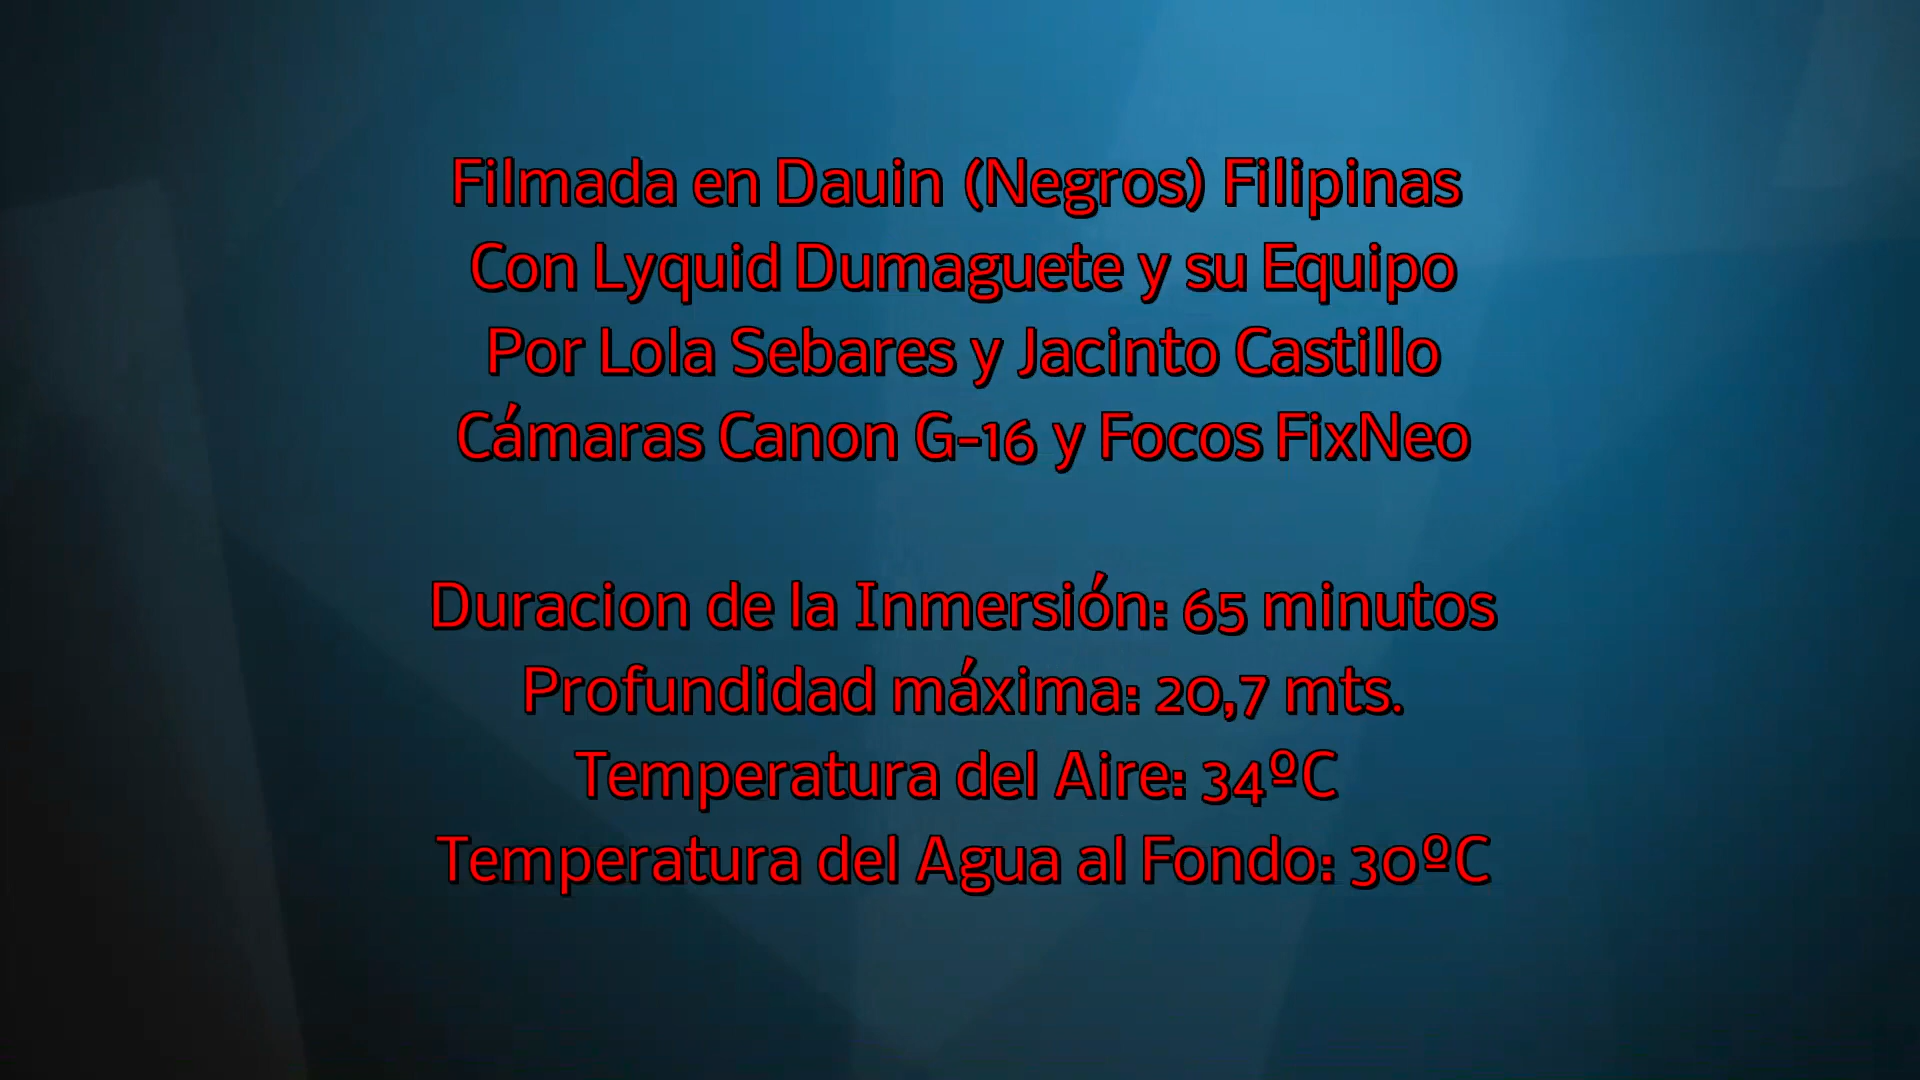 Filmada en Dauin (Negros) Filipinas
Con Lyquid Dumaguete y su Equipo
Por Lola Sebares y Jacinto Castillo
Cámaras Canon G-16 y Focos FixNeo
Duracion de la Inmersión: 65 minutos
Profundidad máxima: 20,7 mts.
Temperatura del Aire: 34ºC
Temperatura del Agua al Fondo: 30ºC